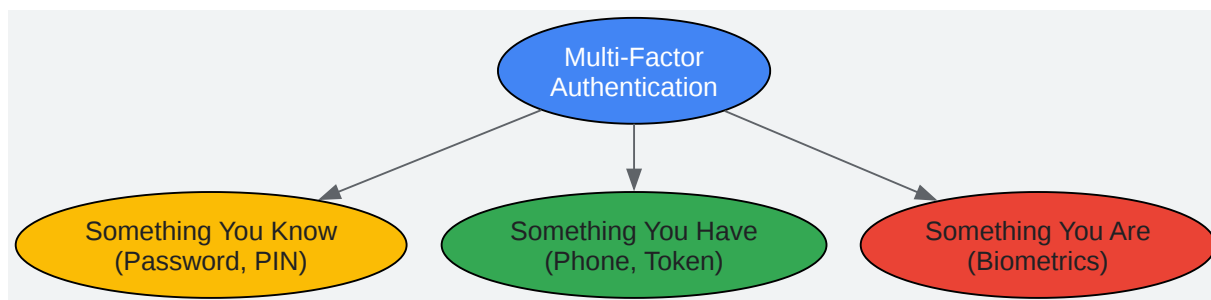 Multi-Factor
Authentication
Something You Know
(Password, PIN)
Something You Have
(Phone, Token)
Something You Are
(Biometrics)